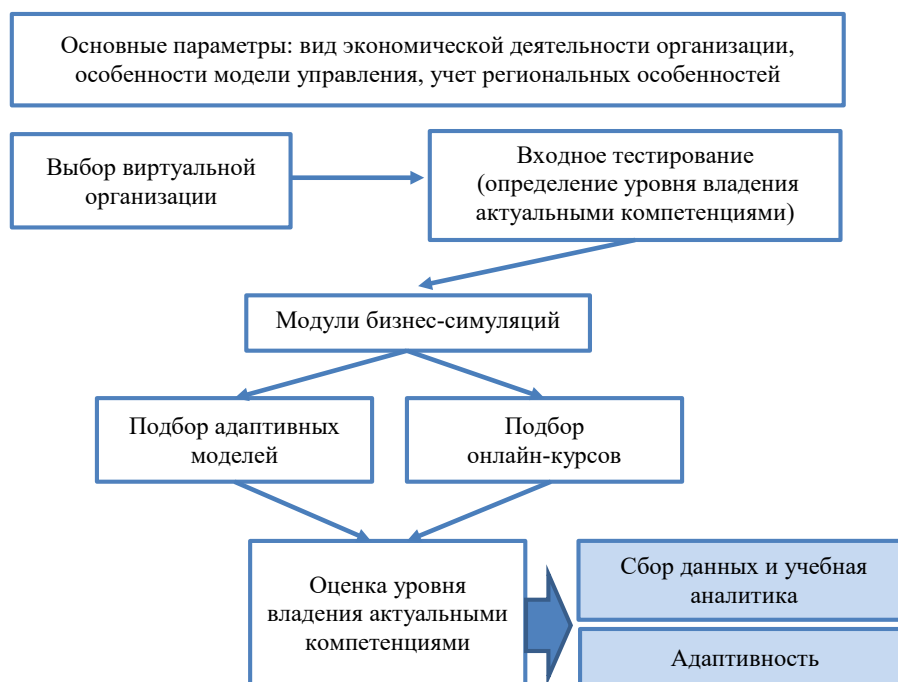 Основные параметры: вид экономической деятельности организации,
особенности модели управления, учет региональных особенностей
Выбор виртуальной
организации
Входное тестирование
(определение уровня владения
актуальными компетенциями)
Модули бизнес-симуляций
Подбор адаптивных
моделей
Подбор
онлайн-курсов
Оценка уровня
владения актуальными
компетенциями
Сбор данных и учебная
аналитика
Адаптивность